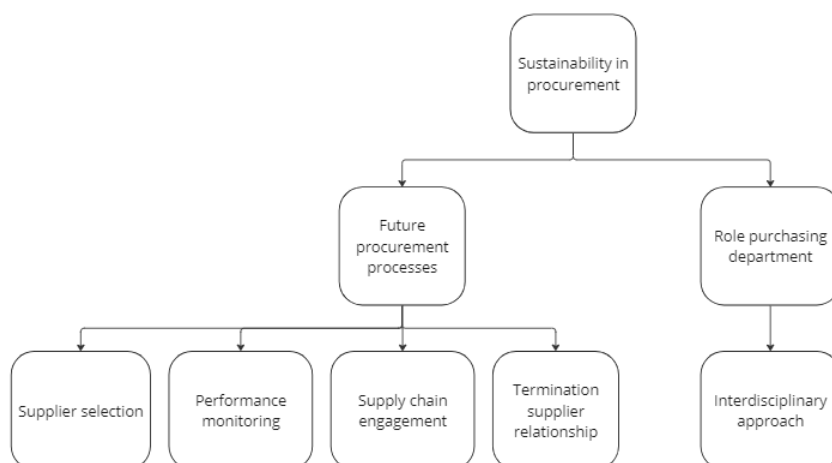 Sustainability in
procurement
Future
procurement
processes
Role purchasing
department
Supplier selection
Performance
monitoring
Supply chain
engagement
Termination
supplier
relationship
Interdisciplinary
approach